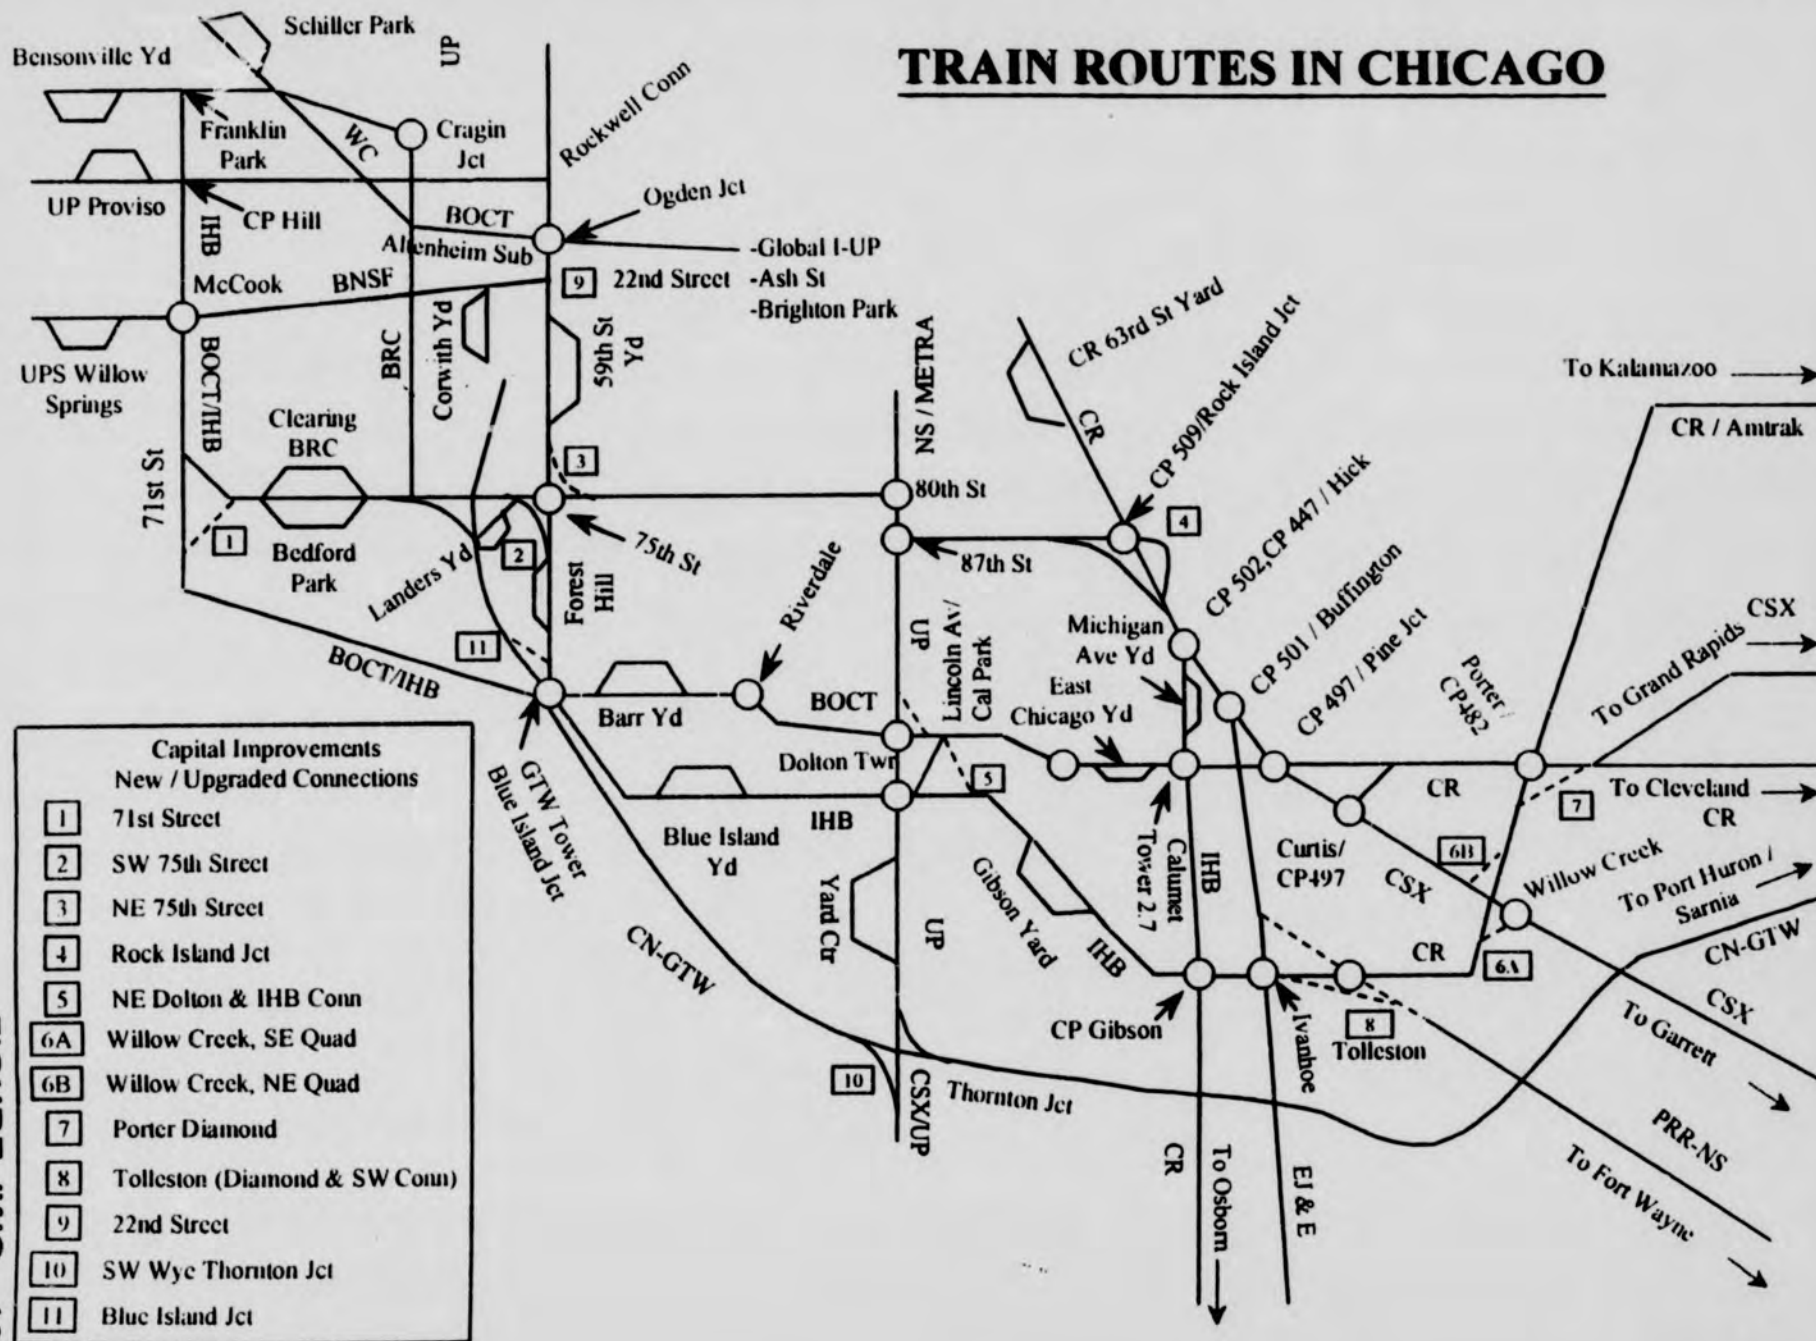 TRAIN ROUTES IN CHICAGO
Schiller Park
Bensonville Yd
UP
Rockwell Conn
Franklin
Park
WC
Cragin
Jct
UP Proviso
CP Hill
IHB
BOCT
Altenheim Sub
Ogden Jct
-Global I-UP
9
22nd Street
-Ash St
-Brighton Park
McCook
BNSF
UPS Willow
Springs
BOCT/IHB
BRC
Corwith Yd
59th St
Yd
NS / METRA
CR 63rd St Yard
CR
CP 509/Rock Island Jct
To Kalamazoo
CR / Amtrak
Clearing
BRC
71st St
3
80th St
4
1
Bedford
Park
Landers Yd
2
75th St
Forest
Hill
87th St
CP 502,CP 447 / Hick
CP 501 / Buffington
CP 497 / Pine Jct
Riverdale
UP
Lincoln Av/
Cal Park
Michigan
Ave Yd
Porter /
CP482
To Grand Rapids
CSX
11
BOCT/IHB
Barr Yd
BOCT
East
Chicago Yd
Dolton Twr
5
GTW Tower
Blue Island Jct
Blue Island
Yd
IHB
Calumet
Tower 2.7
IHB
Curtis/
CP497
CR
7
To Cleveland
CR
6B
CSX
Willow Creek
To Port Huron /
Sarnia
CN-GTW
Yard Ctr
UP
Gibson Yard
IHB
CR
6A
CN-GTW
CP Gibson
Ivanhoe
8
Tolleston
To Garrett
CSX
10
CSX/UP
Thornton Jct
CR
To Osborn
EJ & E
PRR-NS
To Fort Wayne
Capital Improvements
New / Upgraded Connections
1 71st Street
2 SW 75th Street
3 NE 75th Street
4 Rock Island Jct
5 NE Dolton & IHB Conn
6A Willow Creek, SE Quad
6B Willow Creek, NE Quad
7 Porter Diamond
8 Tolleston (Diamond & SW Conn)
9 22nd Street
10 SW Wye Thornton Jct
11 Blue Island Jct